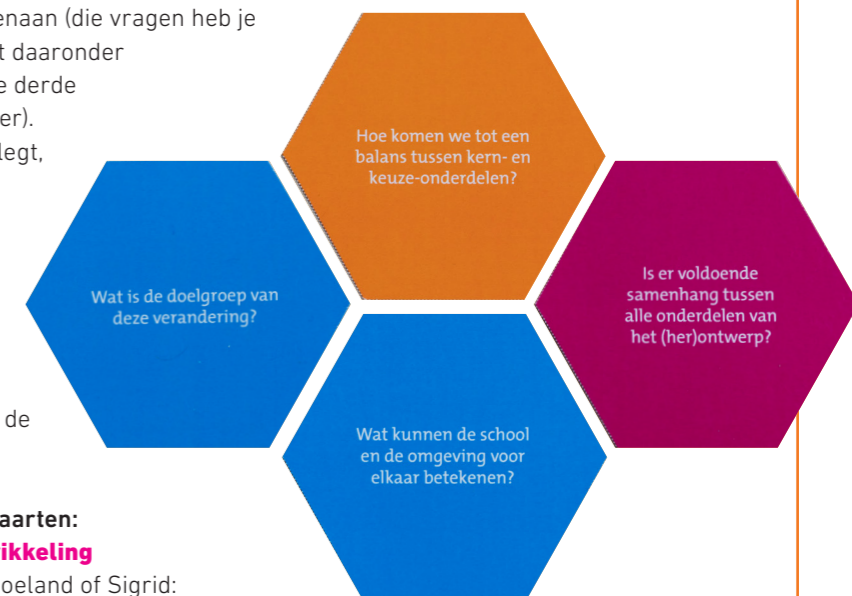 enaan (die vragen heb je
t daaronder
e derde
er).
legt,
Hoe komen we tot een
balans tussen kern- en
keuze-onderdelen?
Wat is de doelgroep van
deze verandering?
Is er voldoende
samenhang tussen
alle onderdelen van
het (her)ontwerp?
Wat kunnen de school
en de omgeving voor
elkaar betekenen?
de
aarten:
ikkeling
oeland of Sigrid: